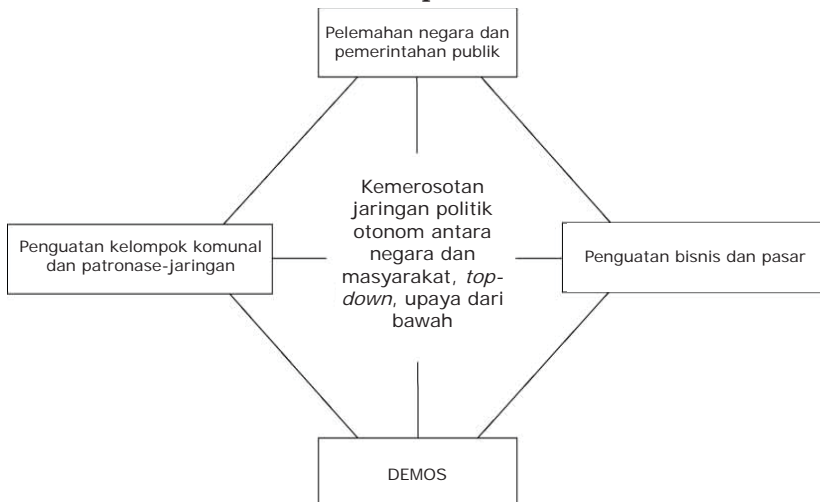 Pelemahan negara dan
pemerintahan publik
Kemerosotan
jaringan politik
otonom antara
negara dan
masyarakat, top-
down, upaya dari
bawah
Penguatan kelompok komunal
dan patronase-jaringan
Penguatan bisnis dan pasar
DEMOS